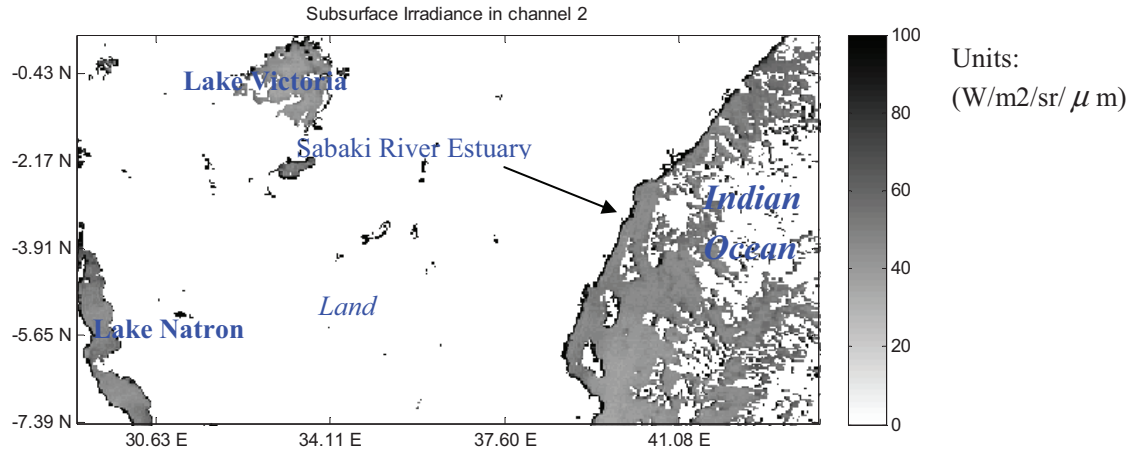 Subsurface Irradiance in channel 2
-0.43 N
-2.17 N
-3.91 N
-5.65 N
-7.39 N
Lake Victoria
Sabaki River Estuary
Indian
Ocean
Land
Lake Natron
30.63 E
34.11 E
37.60 E
41.08 E
100
80
60
40
20
0
Units:
(W/m2/sr/ μ m)